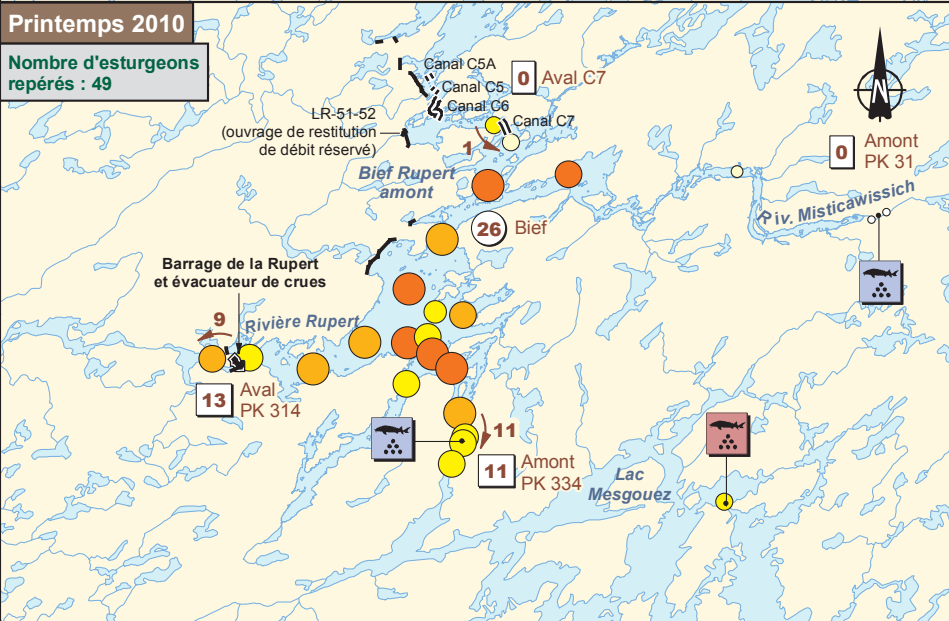 Printemps 2010
Nombre d'esturgeons
repérés : 49
Canal C5A
Canal C5
Canal C6
Canal C7
0 Aval C7
LR-51-52
(ouvrage de restitution
de débit réservé)
1
N
0 Amont
PK 31
Bief Rupert
amont
Riv. Misticawissich
26 Bief
Barrage de la Rupert
et évacuateur de crues
9
Rivière Rupert
13 Aval
PK 314
11
11 Amont
PK 334
Lac
Mesgouez